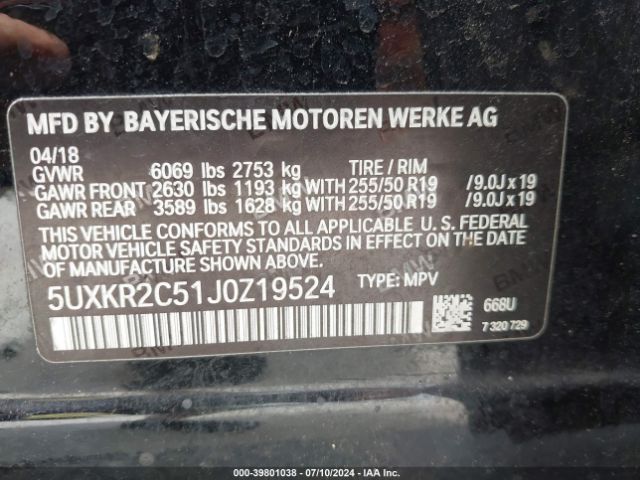 MFD BY BAYERISCHE MOTOREN WERKE AG
04/18
GVWR 6069 lbs 2753 kg TIRE / RIM
GAWR FRONT 2630 lbs 1193 kg WITH 255/50 R19 /9.0J x 19
GAWR REAR 3589 lbs 1628 kg WITH 255/50 R19 /9.0J x 19
THIS VEHICLE CONFORMS TO ALL APPLICABLE U. S. FEDERAL
MOTOR VEHICLE SAFETY STANDARDS IN EFFECT ON THE DATE
OF MANUFACTURE SHOWN ABOVE.
5UXKR2C51J0Z19524 TYPE: MPV
668U
7 320 729
000-39801038 - 07/10/2024 - IAA Inc.